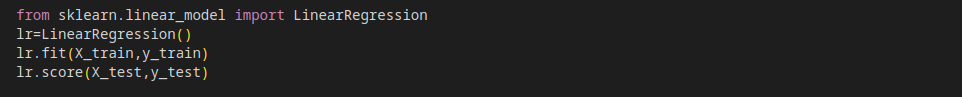 from sklearn.linear_model import LinearRegression
lr=LinearRegression()
lr.fit(X_train,y_train)
lr.score(X_test,y_test)